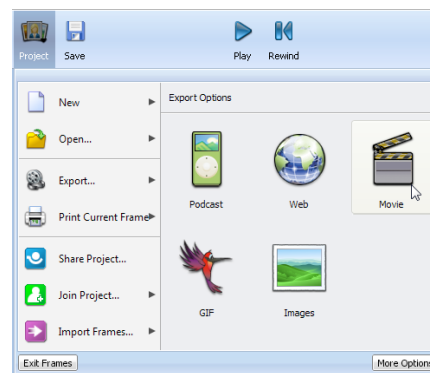 Project Save Play Rewind
New
Open...
Export...
Print Current Frame
Share Project...
Join Project...
Import Frames...
Export Options
Podcast Web Movie
GIF Images
Exit Frames More Options